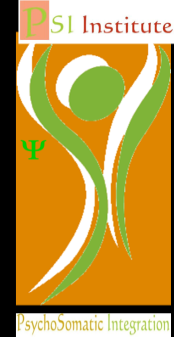 PSI Institute
Ψ
PsychoSomatic Integration